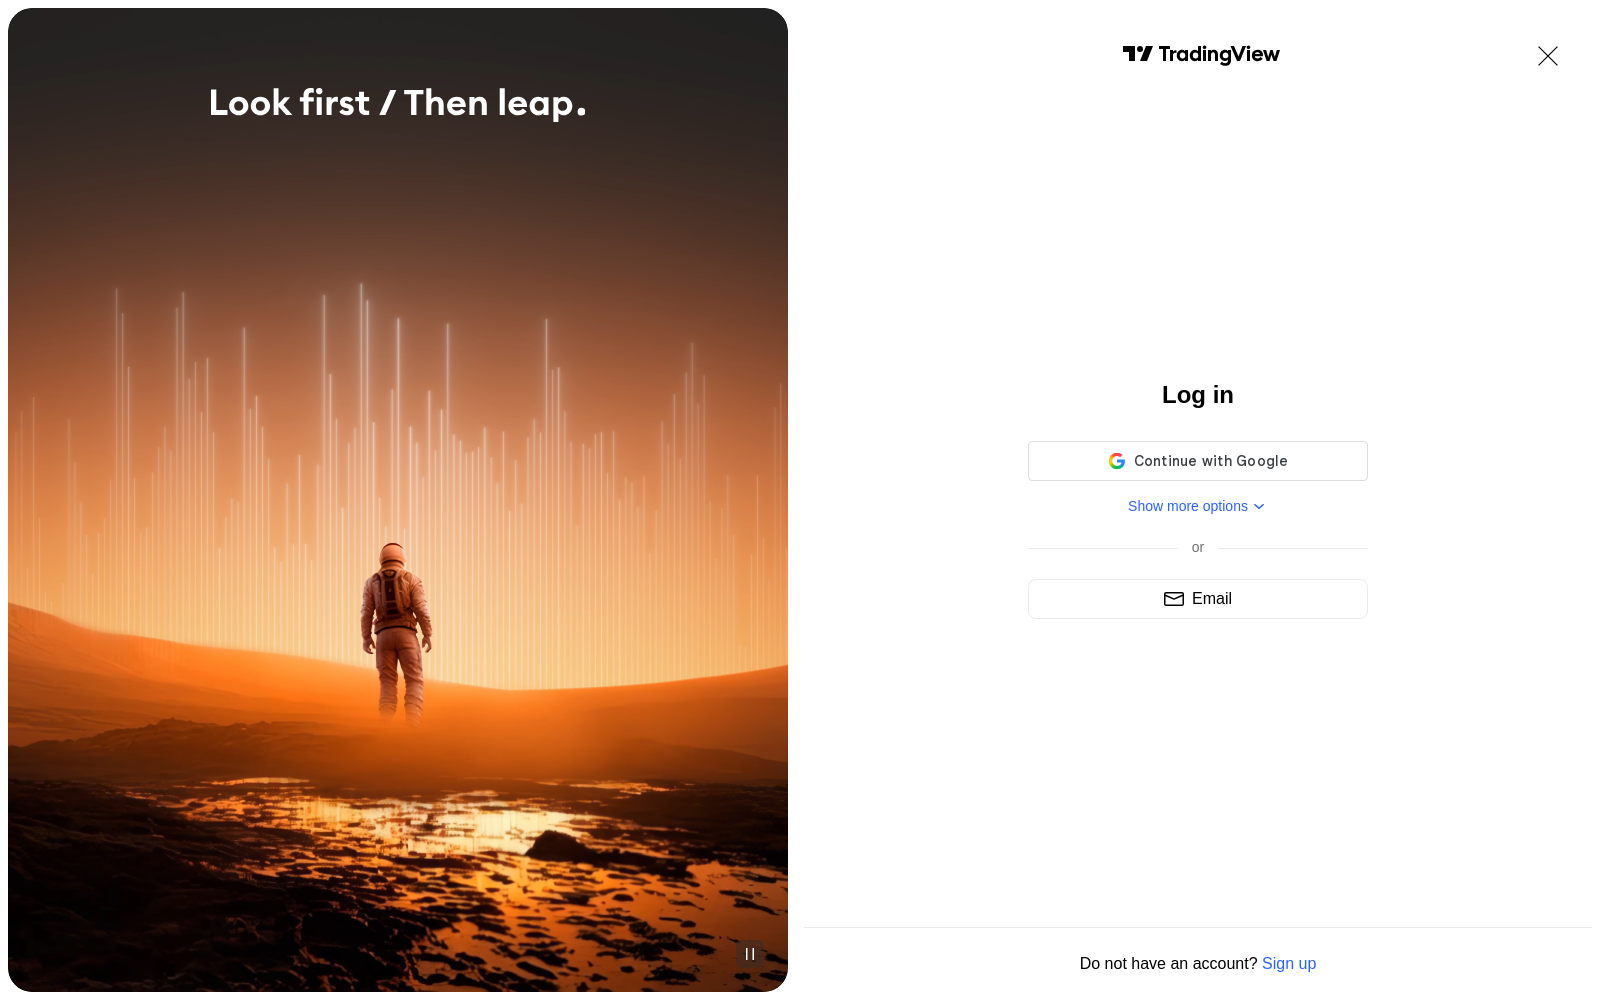 Look first / Then leap.
TradingView
Log in
Continue with Google
Show more options
or
Email
Do not have an account? Sign up